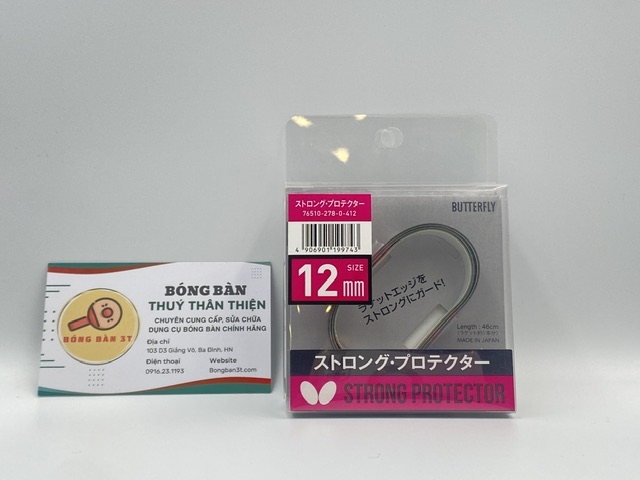 BÓNG BÀN
THUÝ THÂN THIỆN
CHUYÊN CUNG CẤP, SỬA CHỮA
DỤNG CỤ BÓNG BÀN CHÍNH HÃNG
Địa chỉ
103 D3 Giảng Võ, Ba Đình, HN
Điện thoại Website
0916.23.1193 Bongban3t.com
BÓNG BÀN 3T
ストロング・プロテクター
76510-278-0-412
4 906901 199743
12 mm
SIZE
BUTTERFLY
ラケットエッジを
ストロングにガード!
Length : 46cm
MADE IN JAPAN
ストロング・プロテクター
STRONG PROTECTOR